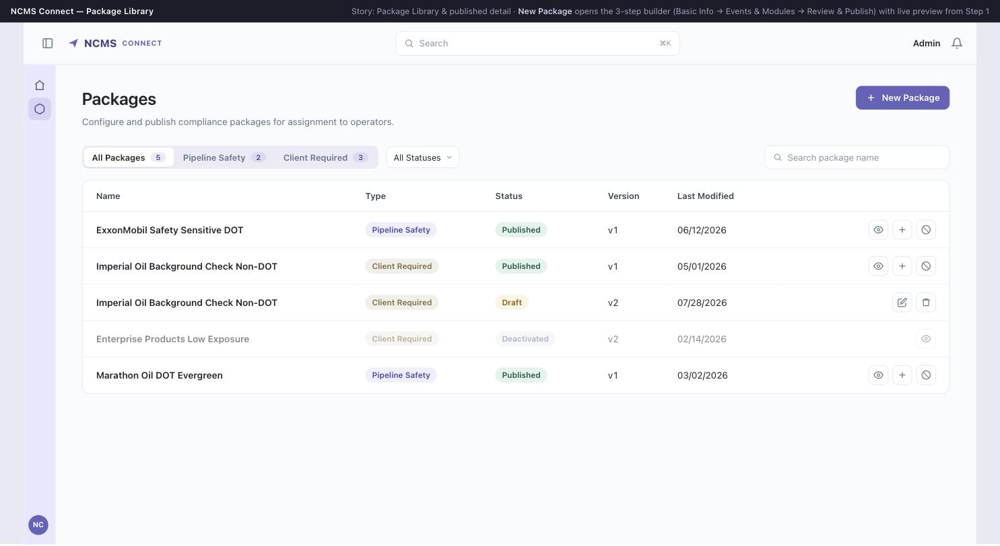 NCMS Connect — Package Library
Story: Package Library & published detail · New Package opens the 3-step builder (Basic Info → Events & Modules → Review & Publish) with live preview from Step 1
NCMS CONNECT
Search ⌘K
Admin
Packages
New Package
Configure and publish compliance packages for assignment to operators.
All Packages 5 Pipeline Safety 2 Client Required 3 All Statuses
Search package name
Name Type Status Version Last Modified
ExxonMobil Safety Sensitive DOT Pipeline Safety Published v1 06/12/2026
Imperial Oil Background Check Non-DOT Client Required Published v1 05/01/2026
Imperial Oil Background Check Non-DOT Client Required Draft v2 07/28/2026
Enterprise Products Low Exposure Client Required Deactivated v2 02/14/2026
Marathon Oil DOT Evergreen Pipeline Safety Published v1 03/02/2026
NC